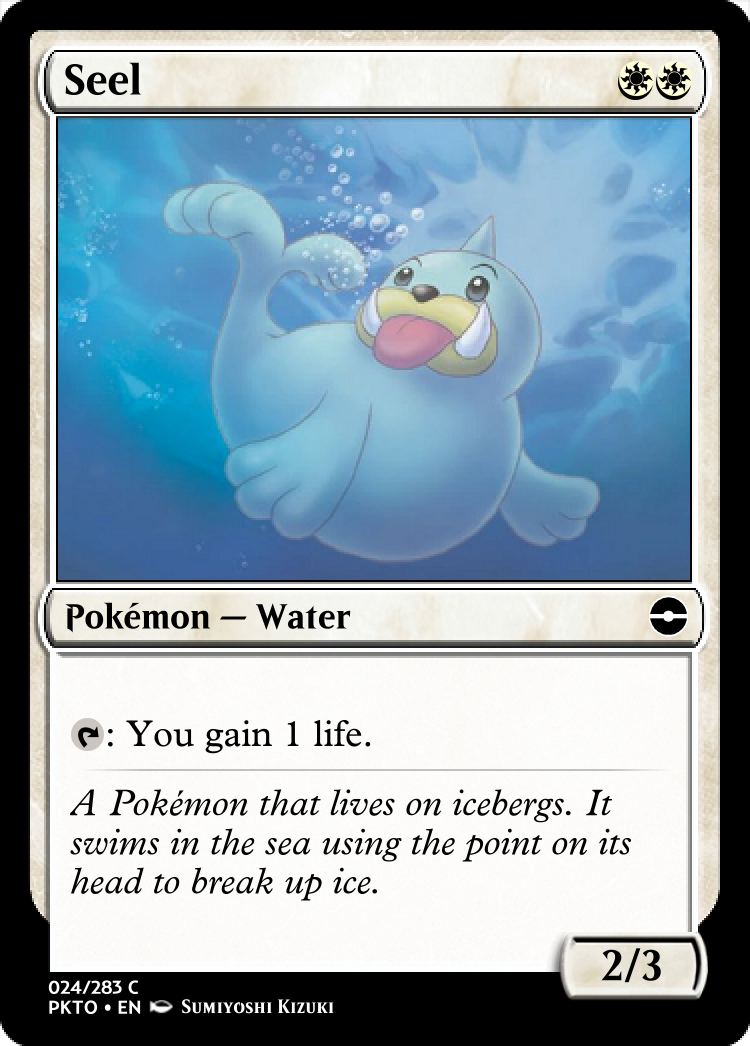 Seel
Pokémon — Water
: You gain 1 life.
A Pokémon that lives on icebergs. It
swims in the sea using the point on its
head to break up ice.
2/3
024/283 C
PKTO • EN SUMIYOSHI KIZUKI